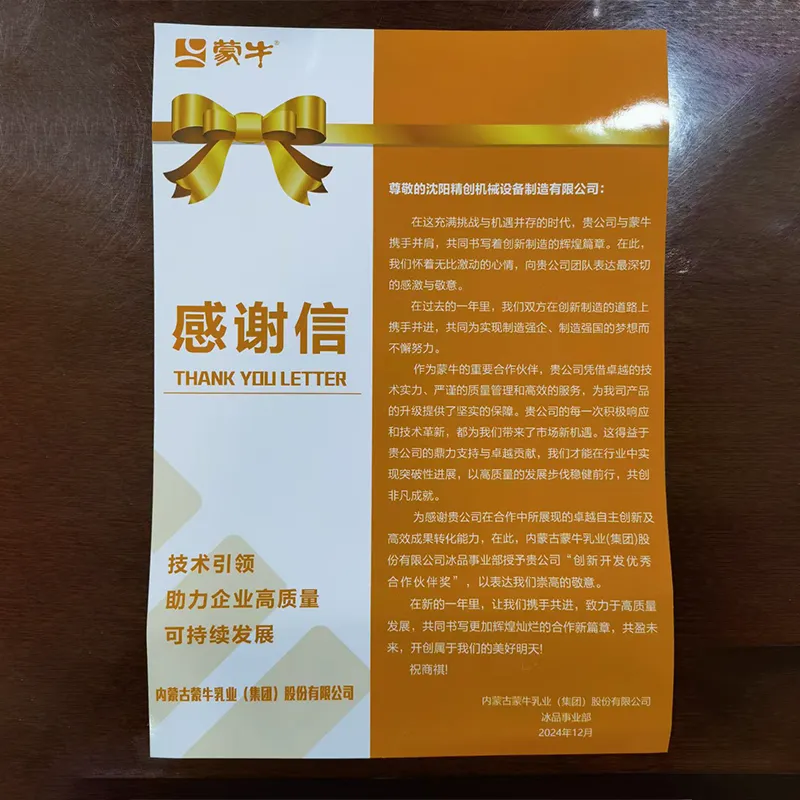 蒙牛®
感谢信
THANK YOU LETTER
技术引领
助力企业高质量
可持续发展
内蒙古蒙牛乳业（集团）股份有限公司
尊敬的沈阳精创机械设备制造有限公司：
在这充满挑战与机遇并存的时代，贵公司与蒙牛
携手并肩，共同书写着创新制造的辉煌篇章。在此，
我们怀着无比激动的心情，向贵公司团队表达最深切
的感激与敬意。
在过去的一年里，我们双方在创新制造的道路上
携手并进，共同为实现制造强企、制造强国的梦想而
不懈努力。
作为蒙牛的重要合作伙伴，贵公司凭借卓越的技
术实力、严谨的质量管理和高效的服务，为我司产品
的升级提供了坚实的保障。贵公司的每一次积极响应
和技术革新，都为我们带来了市场新机遇。这得益于
贵公司的鼎力支持与卓越贡献，我们才能在行业中实
现突破性进展，以高质量的发展步伐稳健前行，共创
非凡成就。
为感谢贵公司在合作中所展现的卓越自主创新及
高效成果转化能力，在此，内蒙古蒙牛乳业(集团)股
份有限公司冰品事业部授予贵公司“创新开发优秀
合作伙伴奖”，以表达我们崇高的敬意。
在新的一年里，让我们携手共进，致力于高质量
发展，共同书写更加辉煌灿烂的合作新篇章，共盈未
来，开创属于我们的美好明天!
祝商祺!
内蒙古蒙牛乳业（集团）股份有限公司
冰品事业部
2024年12月